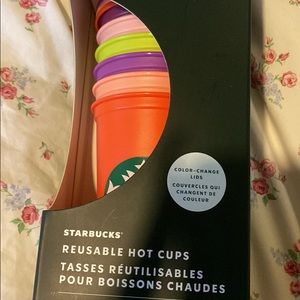 COLOR-CHANGE
LIDS
COUVERCLES QUI
CHANGENT DE
COULEUR
STARBUCKS®
REUSABLE HOT CUPS
TASSES RÉUTILISABLES
POUR BOISSONS CHAUDES